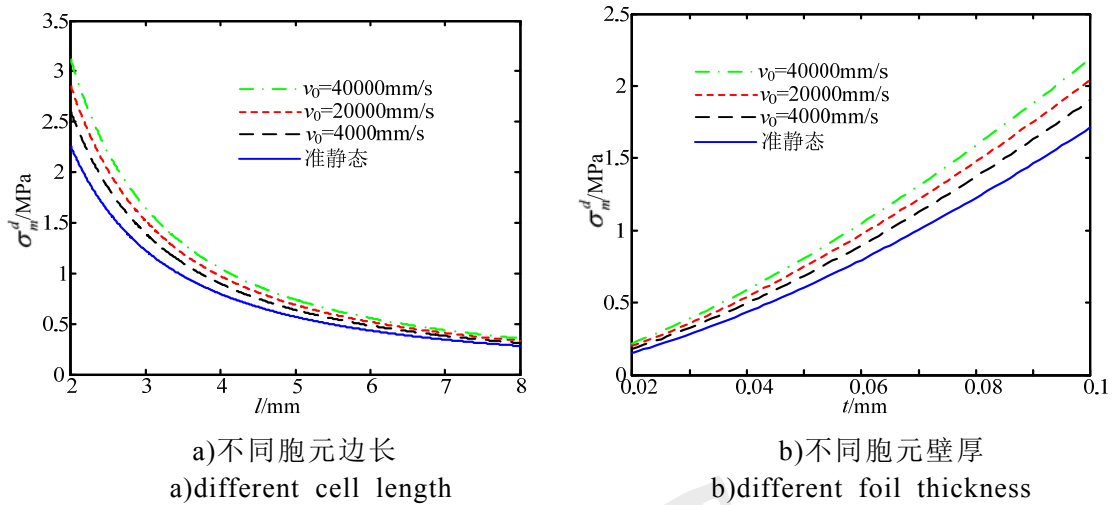 3.5
3
2.5
2
1.5
1
0.5
0
2
3
4
5
6
7
8
σ_m^d/MPa
l/mm
v₀=40000mm/s
v₀=20000mm/s
v₀=4000mm/s
准静态
a)不同胞元边长
a)different cell length
2.5
2
1.5
1
0.5
0
0.02
0.04
0.06
0.08
0.1
σ_m^d/MPa
t/mm
v₀=40000mm/s
v₀=20000mm/s
v₀=4000mm/s
准静态
b)不同胞元壁厚
b)different foil thickness